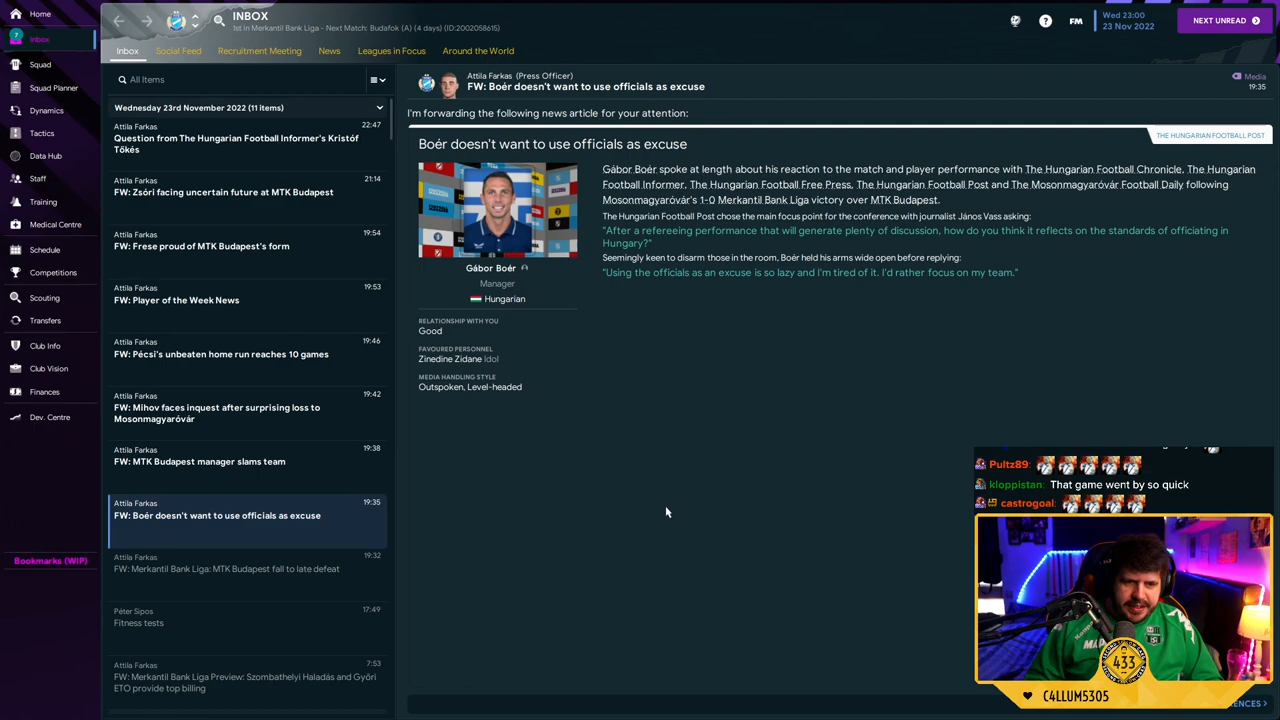 Home
INBOX
1st in Merkantil Bank Liga - Next Match: Budafok (A) (4 days) (ID:2002058615)
FM
Wed 23:00
23 Nov 2022
NEXT UNREAD
7
Inbox
Squad
Squad Planner
Dynamics
Tactics
Data Hub
Staff
Training
Medical Centre
Schedule
Competitions
Scouting
Transfers
Club Info
Club Vision
Finances
Dev. Centre
Bookmarks (WIP)
Inbox
Social Feed
Recruitment Meeting
News
Leagues in Focus
Around the World
All Items
Wednesday 23rd November 2022 (11 items)
Attila Farkas
22:47
Question from The Hungarian Football Informer's Kristóf
Tőkés
Attila Farkas
21:14
FW: Zsóri facing uncertain future at MTK Budapest
Attila Farkas
19:54
FW: Frese proud of MTK Budapest's form
Attila Farkas
19:53
FW: Player of the Week News
Attila Farkas
19:46
FW: Pécsi's unbeaten home run reaches 10 games
Attila Farkas
19:42
FW: Mihov faces inquest after surprising loss to
Mosonmagyaróvár
Attila Farkas
19:38
FW: MTK Budapest manager slams team
Attila Farkas
19:35
FW: Boér doesn't want to use officials as excuse
Attila Farkas
19:32
FW: Merkantil Bank Liga: MTK Budapest fall to late defeat
Péter Sipos
17:49
Fitness tests
Attila Farkas
7:53
FW: Merkantil Bank Liga Preview: Szombathelyi Haladás and Győri
ETO provide top billing
Attila Farkas (Press Officer)
FW: Boér doesn't want to use officials as excuse
Media
19:35
I'm forwarding the following news article for your attention:
THE HUNGARIAN FOOTBALL POST
Boér doesn't want to use officials as excuse
Gábor Boér
Manager
Hungarian
RELATIONSHIP WITH YOU
Good
FAVOURED PERSONNEL
Zinedine Zidane Idol
MEDIA HANDLING STYLE
Outspoken, Level-headed
Gábor Boér spoke at length about his reaction to the match and player performance with The Hungarian Football Chronicle, The Hungarian
Football Informer, The Hungarian Football Free Press, The Hungarian Football Post and The Mosonmagyaróvár Football Daily following
Mosonmagyaróvár's 1-0 Merkantil Bank Liga victory over MTK Budapest.
The Hungarian Football Post chose the main focus point for the conference with journalist János Vass asking:
"After a refereeing performance that will generate plenty of discussion, how do you think it reflects on the standards of officiating in
Hungary?"
Seemingly keen to disarm those in the room, Boér held his arms wide open before replying:
"Using the officials as an excuse is so lazy and I'm tired of it. I'd rather focus on my team."
Pultz89:
kloppistan: That game went by so quick
castrogoal:
433
C4LLUM5305
ENCES >